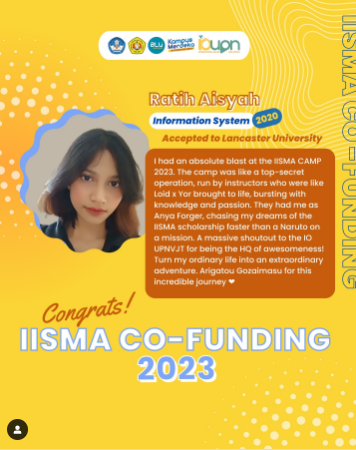 Kampus
Merdeka
io upn
IISMA CO-FUNDING
Ratih Aisyah
Information System 2020
Accepted to Lancaster University
I had an absolute blast at the IISMA CAMP
2023. The camp was like a top-secret
operation, run by instructors who were like
Loid x Yor brought to life, bursting with
knowledge and passion. They had me as
Anya Forger, chasing my dreams of the
IISMA scholarship faster than a Naruto on
a mission. A massive shoutout to the IO
UPNVJT for being the HQ of awesomeness!
Turn my ordinary life into an extraordinary
adventure. Arigatou Gozaimasu for this
incredible journey ❤
Congrats!
IISMA CO-FUNDING
2023